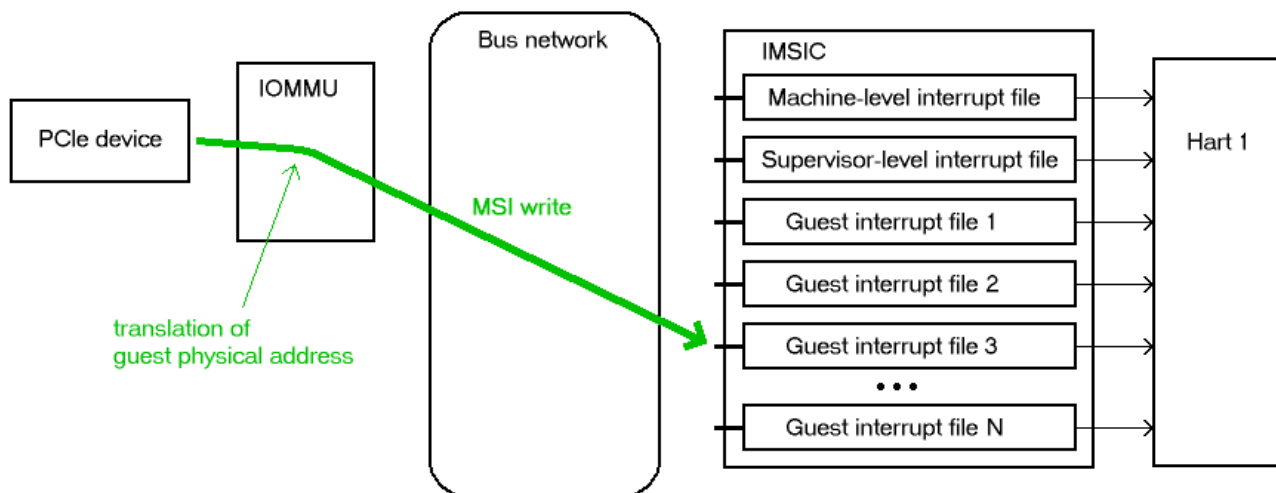 PCIe device
IOMMU
translation of
guest physical address
Bus network
MSI write
IMSIC
Machine-level interrupt file
Supervisor-level interrupt file
Guest interrupt file 1
Guest interrupt file 2
Guest interrupt file 3
•••
Guest interrupt file N
Hart 1